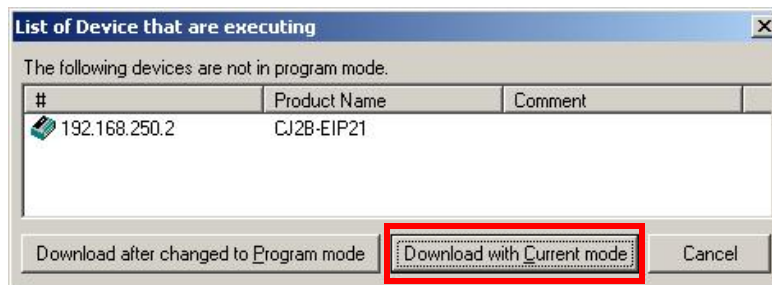 List of Device that are executing
The following devices are not in program mode.
# Product Name Comment
192.168.250.2 CJ2B-EIP21
Download after changed to Program mode Download with Current mode Cancel